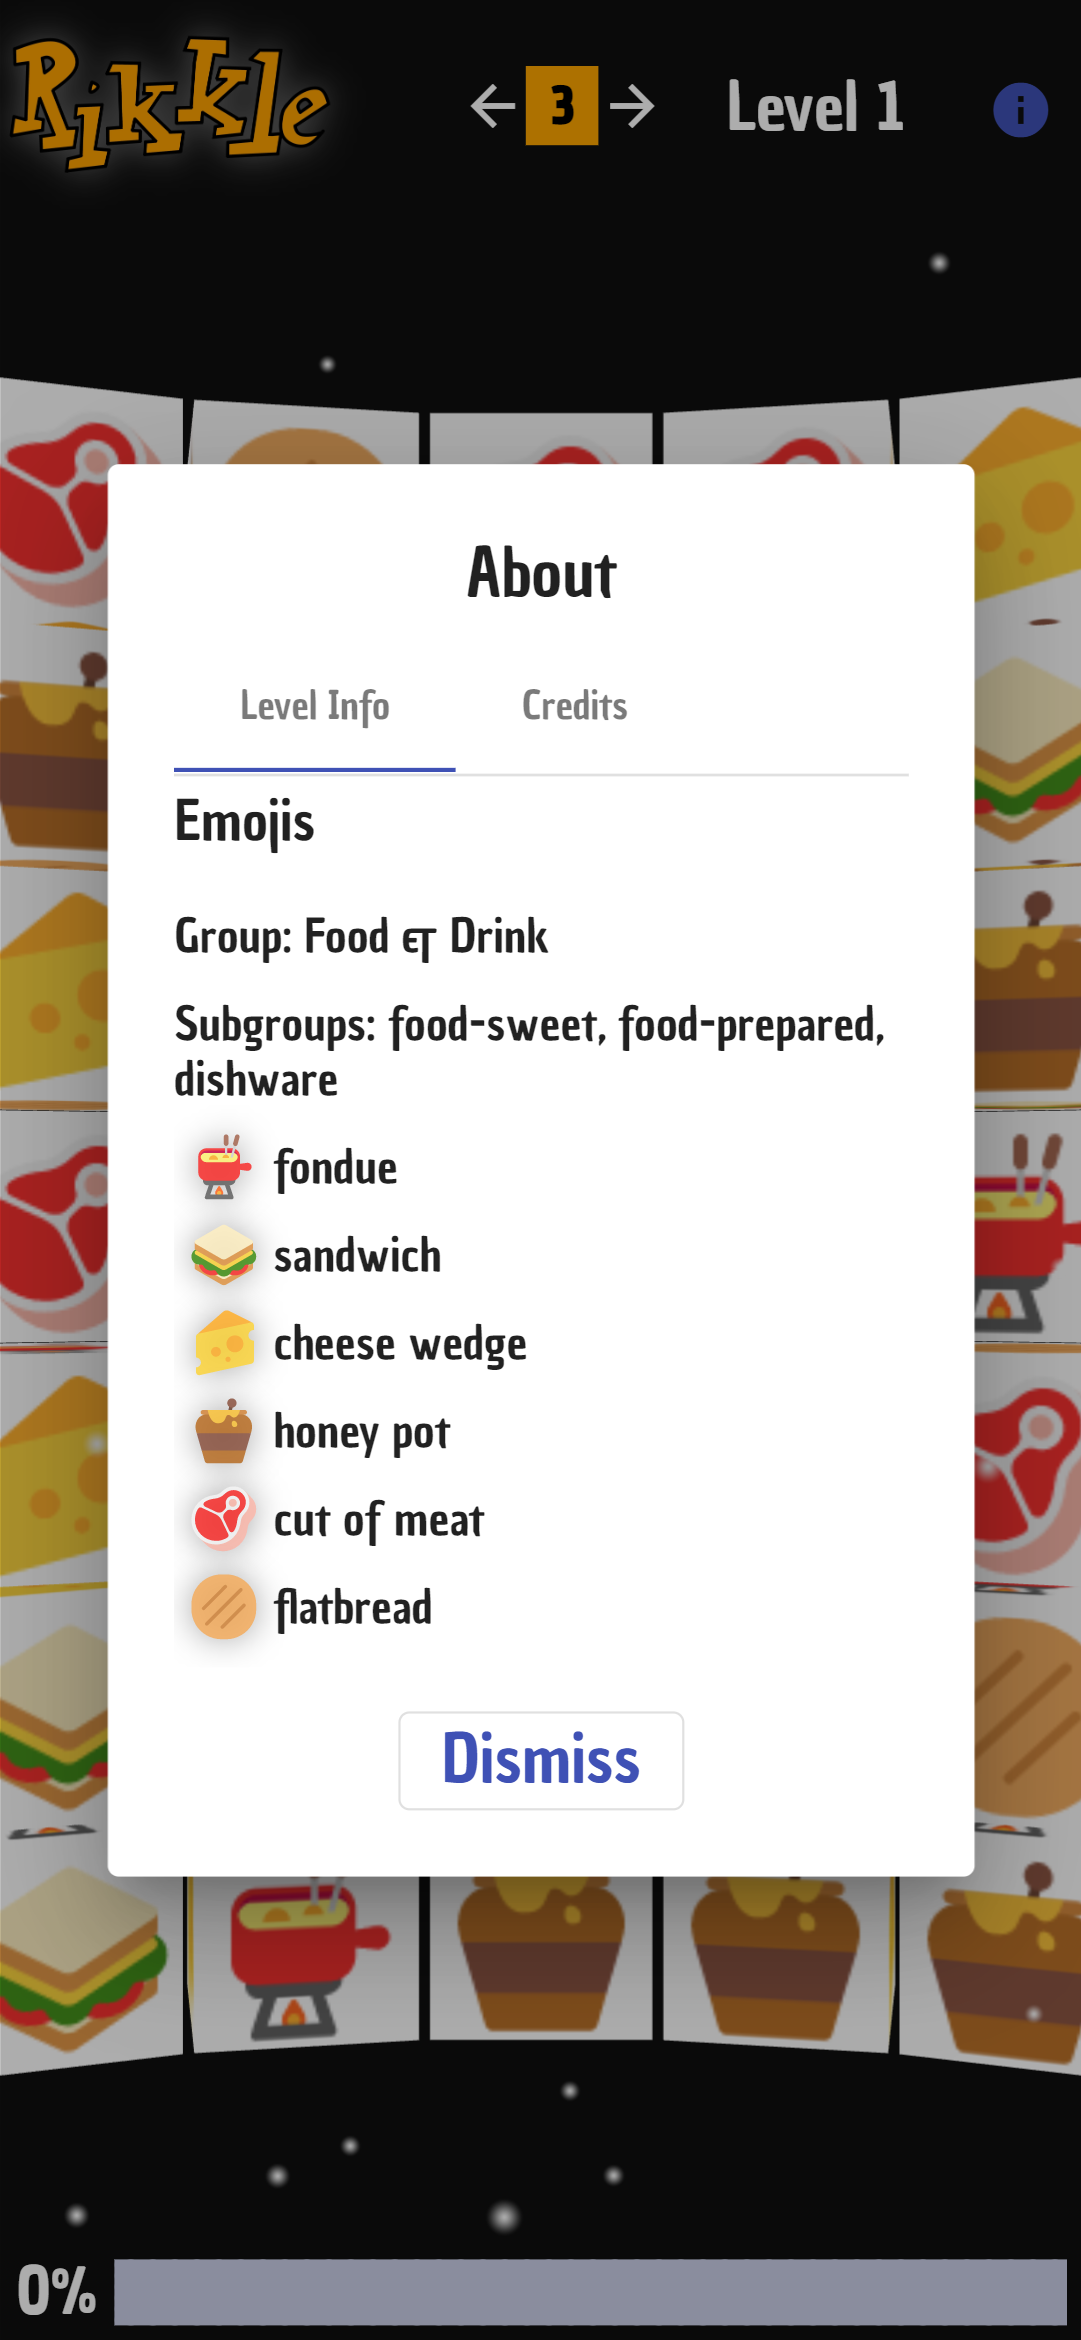 Rikkle
3
Level 1
i
About
Level Info
Credits
Emojis
Group: Food & Drink
Subgroups: food-sweet, food-prepared,
dishware
fondue
sandwich
cheese wedge
honey pot
cut of meat
flatbread
Dismiss
0%